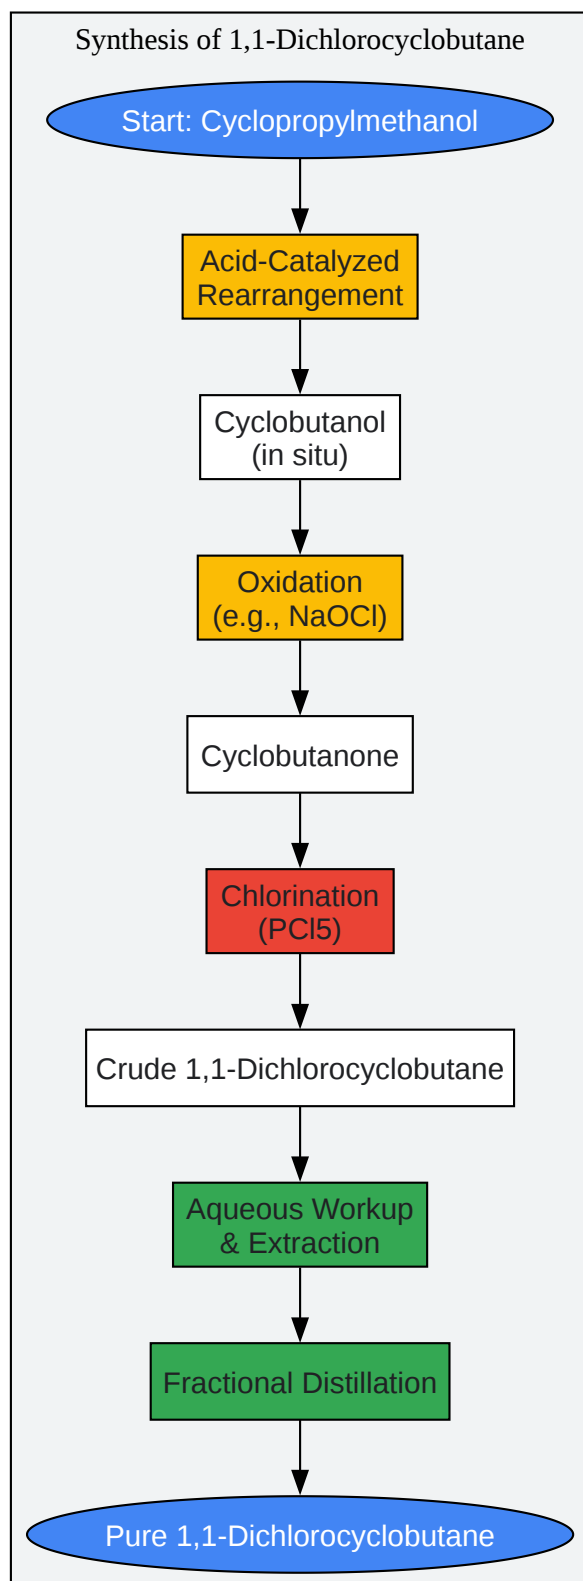 Synthesis of 1,1-Dichlorocyclobutane
Start: Cyclopropylmethanol
Acid-Catalyzed
Rearrangement
Cyclobutanol
(in situ)
Oxidation
(e.g., NaOCl)
Cyclobutanone
Chlorination
(PCl5)
Crude 1,1-Dichlorocyclobutane
Aqueous Workup
& Extraction
Fractional Distillation
Pure 1,1-Dichlorocyclobutane